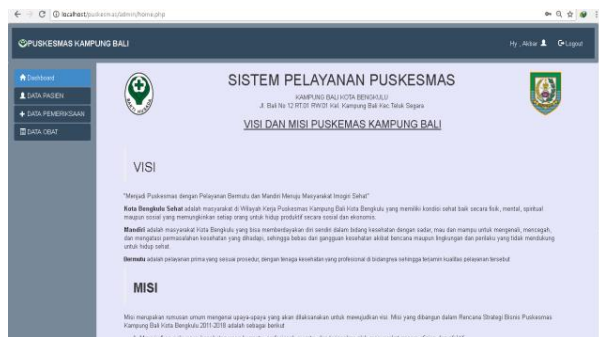 localhost/puskesmas/admin/home.php
PUSKESMAS KAMPUNG BALI
Hy , Akbar Logout
Dashboard
DATA PASIEN
DATA PEMERIKSAAN
DATA OBAT
SISTEM PELAYANAN PUSKESMAS
KAMPUNG BALI KOTA BENGKULU
Jl. Bali No 12 RT.01 RW.01 Kel. Kampung Bali Kec.Teluk Segara
VISI DAN MISI PUSKEMAS KAMPUNG BALI
VISI
"Menjadi Puskesmas dengan Pelayanan Bermutu dan Mandiri Menuju Masyarakat Sehat"
Kota Bengkulu Sehat adalah masyarakat di Wilayah Kerja Puskesmas Kampung Bali Kota Bengkulu yang memiliki kondisi sehat baik secara fisik, mental, spiritual
maupun sosial yang memungkinkan setiap orang untuk hidup produktif secara sosial dan ekonomis.
Mandiri adalah masyarakat Kota Bengkulu yang bisa memberdayakan diri sendiri dalam bidang kesehatan dengan sadar, mau dan mampu untuk mengenali, mencegah,
dan mengatasi permasalahan kesehatan yang dihadapi, sehingga bebas dari gangguan kesehatan akibat bencana maupun lingkungan dan perilaku yang tidak mendukung
untuk hidup sehat.
Bermutu adalah pelayanan prima yang sesuai prosedur, dengan tenaga kesehatan yang profesional di bidangnya sehingga terjamin kualitas pelayanan tersebut
MISI
Misi merupakan rumusan umum mengenai upaya-upaya yang akan dilaksanakan untuk mewujudkan visi. Misi yang dibangun dalam Rencana Strategi Bisnis Puskesmas
Kampung Bali Kota Bengkulu 2011-2018 adalah sebagai berikut